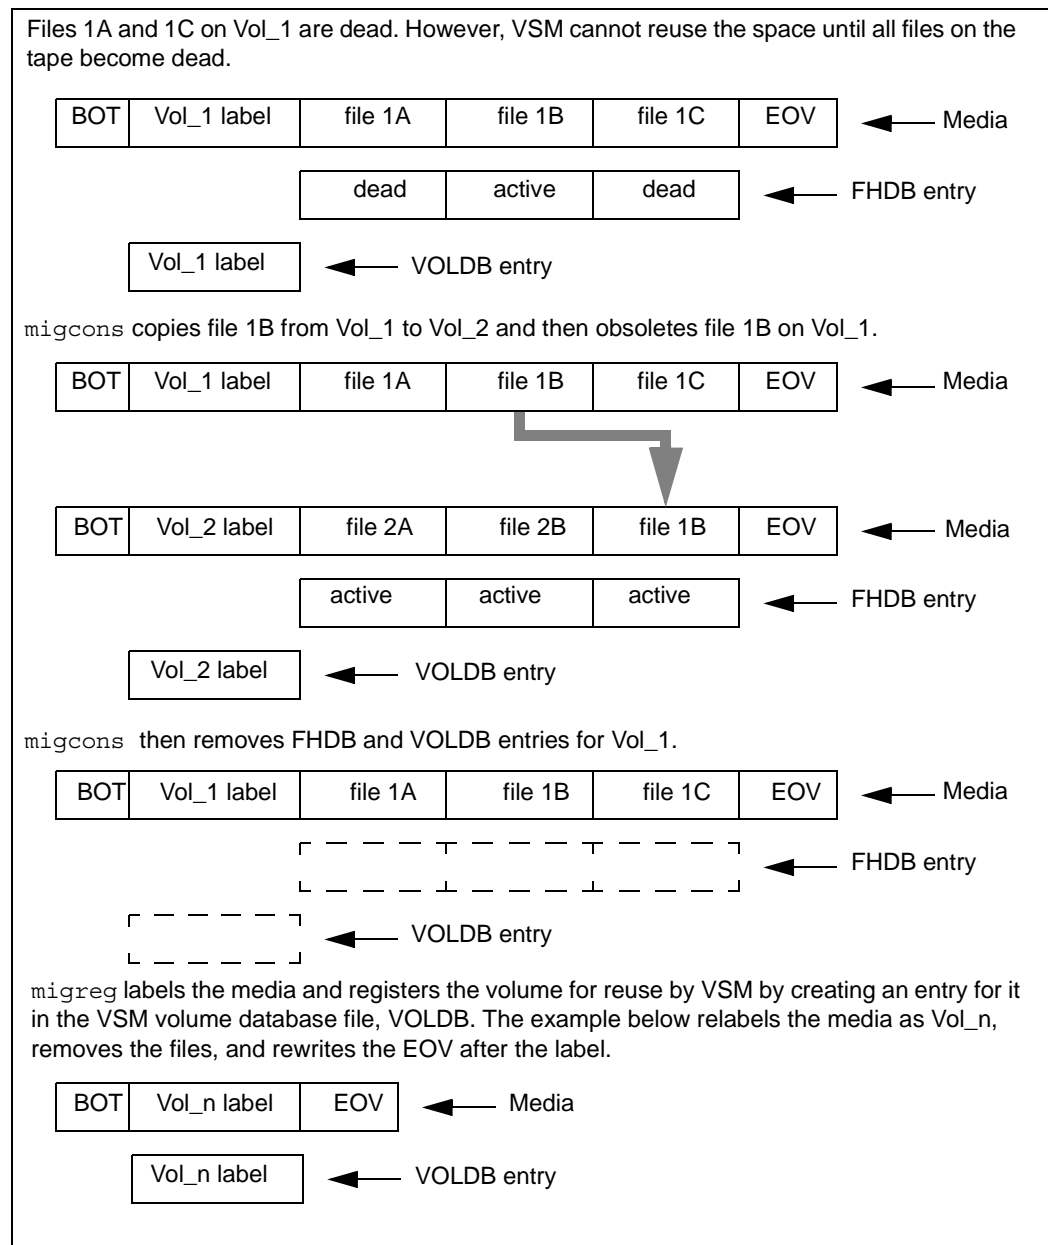 Files 1A and 1C on Vol_1 are dead. However, VSM cannot reuse the space until all files on the
tape become dead.
BOT Vol_1 label file 1A file 1B file 1C EOV Media
dead active dead FHDB entry
Vol_1 label VOLDB entry
migcons copies file 1B from Vol_1 to Vol_2 and then obsoletes file 1B on Vol_1.
BOT Vol_1 label file 1A file 1B file 1C EOV Media
BOT Vol_2 label file 2A file 2B file 1B EOV Media
active active active FHDB entry
Vol_2 label VOLDB entry
migcons then removes FHDB and VOLDB entries for Vol_1.
BOT Vol_1 label file 1A file 1B file 1C EOV Media
FHDB entry
VOLDB entry
migreg labels the media and registers the volume for reuse by VSM by creating an entry for it
in the VSM volume database file, VOLDB. The example below relabels the media as Vol_n,
removes the files, and rewrites the EOV after the label.
BOT Vol_n label EOV Media
Vol_n label VOLDB entry